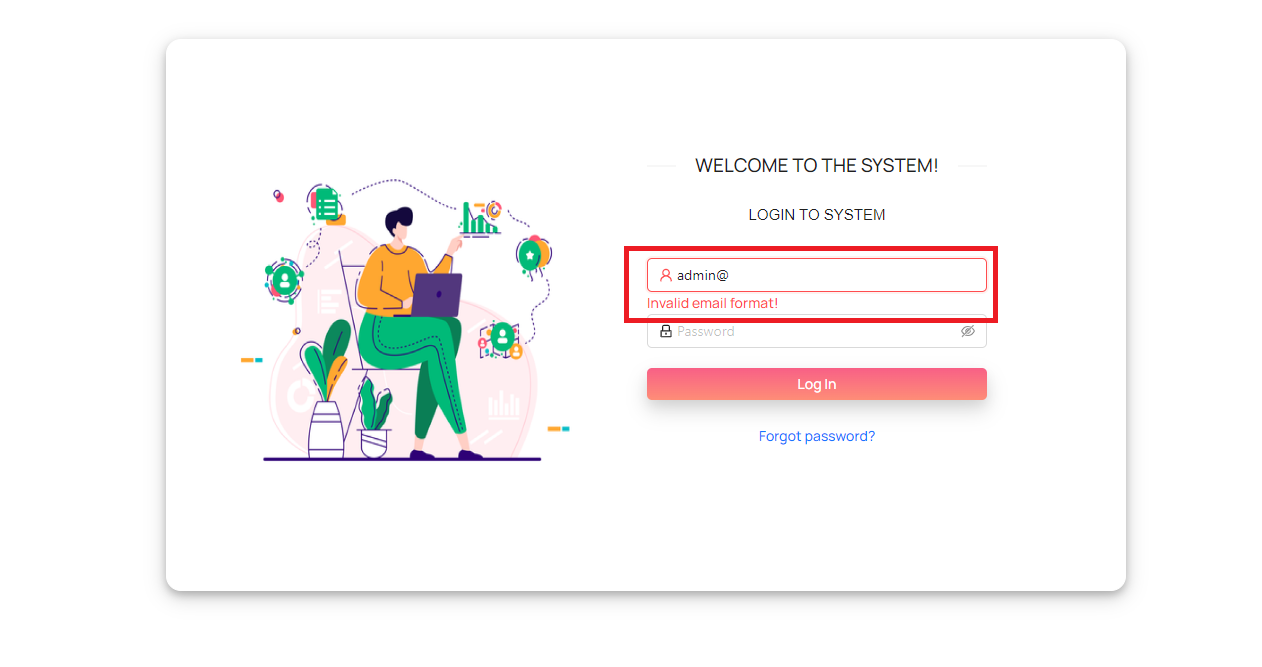 WELCOME TO THE SYSTEM!
LOGIN TO SYSTEM
admin@
Invalid email format!
Password
Log In
Forgot password?